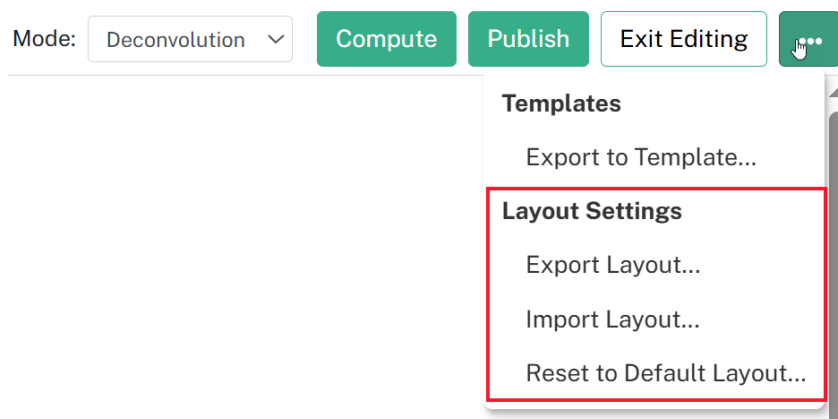 Mode: Deconvolution Compute Publish Exit Editing
Templates
Export to Template...
Layout Settings
Export Layout...
Import Layout...
Reset to Default Layout...